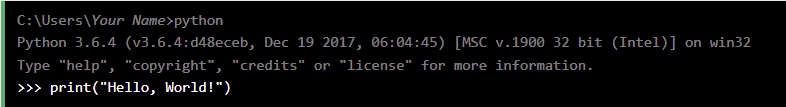 C:\Users\Your Name>python
Python 3.6.4 (v3.6.4:d48eceb, Dec 19 2017, 06:04:45) [MSC v.1900 32 bit (Intel)] on win32
Type "help", "copyright", "credits" or "license" for more information.
>>> print("Hello, World!")